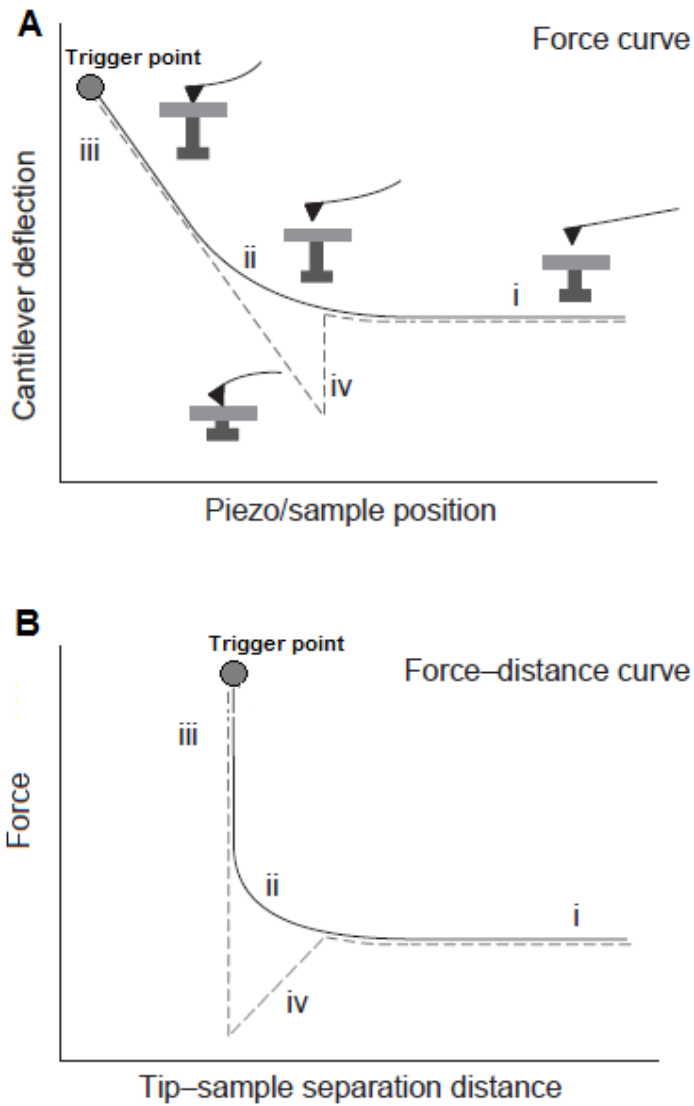 A
Trigger point
Force curve
iii
ii
i
iv
Cantilever deflection
Piezo/sample position
B
Trigger point
Force–distance curve
iii
ii
i
iv
Force
Tip–sample separation distance